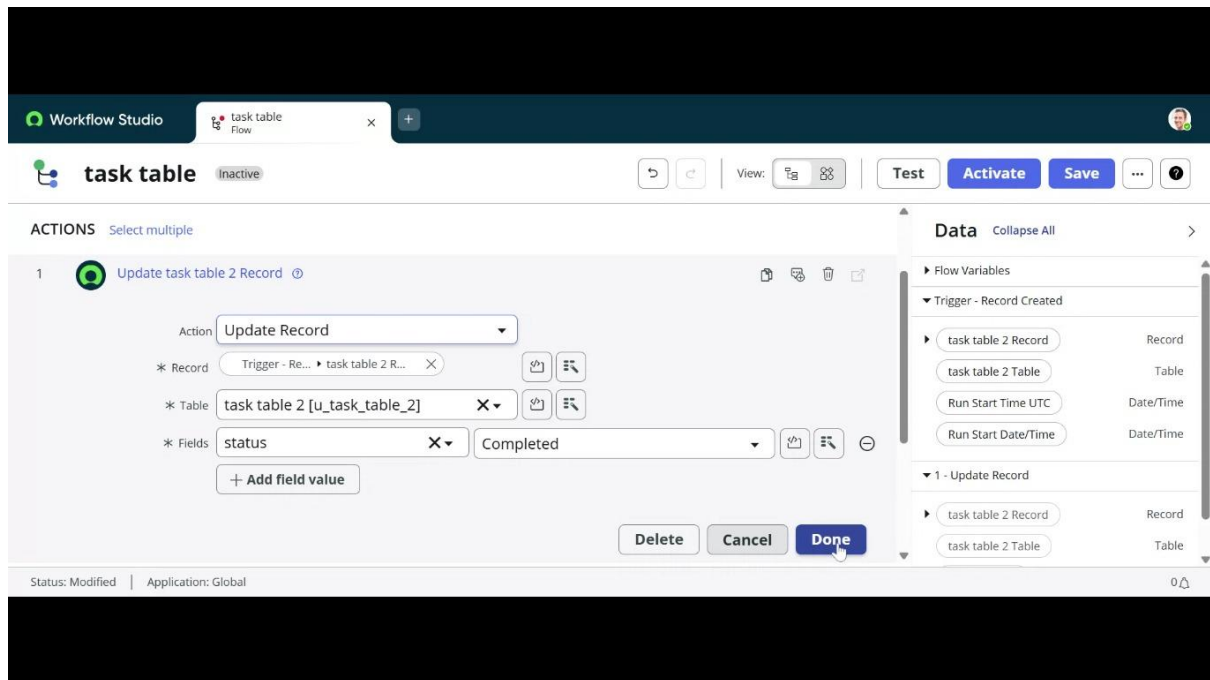 Workflow Studio
task table
Flow
task table Inactive
View:
Test
Activate
Save
ACTIONS Select multiple
1 Update task table 2 Record
Action Update Record
* Record Trigger - Re... ▸ task table 2 R...
* Table task table 2 [u_task_table_2]
* Fields status Completed
+ Add field value
Delete Cancel Done
Data Collapse All
Flow Variables
Trigger - Record Created
task table 2 Record Record
task table 2 Table Table
Run Start Time UTC Date/Time
Run Start Date/Time Date/Time
1 - Update Record
task table 2 Record Record
task table 2 Table Table
Status: Modified | Application: Global
0